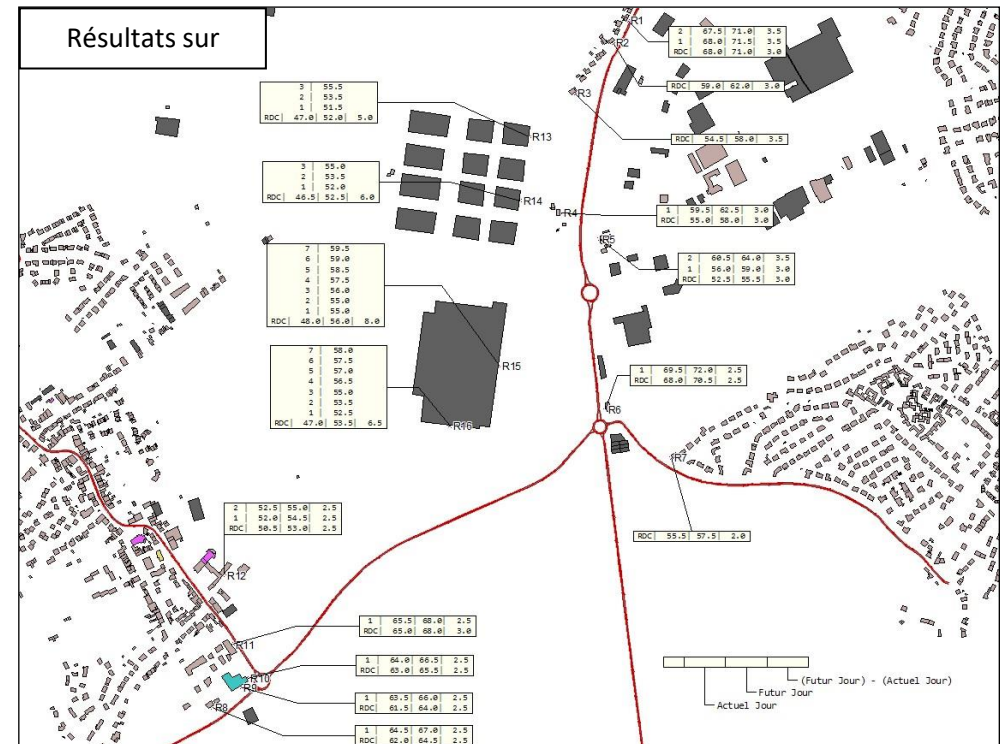 Résultats sur
R1
2 | 67.5| 71.0| 3.5
1 | 68.0| 71.5| 3.5
RDC| 68.0| 71.0| 3.0
R2
RDC| 59.0| 62.0| 3.0
R3
RDC| 54.5| 58.0| 3.5
3 | 55.5
2 | 53.5
1 | 51.5
RDC| 47.0| 52.0| 5.0
R13
3 | 55.0
2 | 53.5
1 | 52.0
RDC| 46.5| 52.5| 6.0
R14
R4
1 | 59.5| 62.5| 3.0
RDC| 55.0| 58.0| 3.0
R5
2 | 60.5| 64.0| 3.5
1 | 56.0| 59.0| 3.0
RDC| 52.5| 55.5| 3.0
7 | 59.5
6 | 59.0
5 | 58.5
4 | 57.5
3 | 56.0
2 | 55.0
1 | 55.0
RDC| 48.0| 56.0| 8.0
R15
7 | 58.0
6 | 57.5
5 | 57.0
4 | 56.5
3 | 55.0
2 | 53.5
1 | 52.5
RDC| 47.0| 53.5| 6.5
R16
1 | 69.5| 72.0| 2.5
RDC| 68.0| 70.5| 2.5
R6
R7
RDC| 55.5| 57.5| 2.0
2 | 52.5| 55.0| 2.5
1 | 52.0| 54.5| 2.5
RDC| 50.5| 53.0| 2.5
R12
1 | 65.5| 68.0| 2.5
RDC| 65.0| 68.0| 3.0
R11
1 | 64.0| 66.5| 2.5
RDC| 63.0| 65.5| 2.5
R10
R9
1 | 63.5| 66.0| 2.5
RDC| 61.5| 64.0| 2.5
R8
1 | 64.5| 67.0| 2.5
RDC| 62.0| 64.5| 2.5
(Futur Jour) - (Actuel Jour)
Futur Jour
Actuel Jour